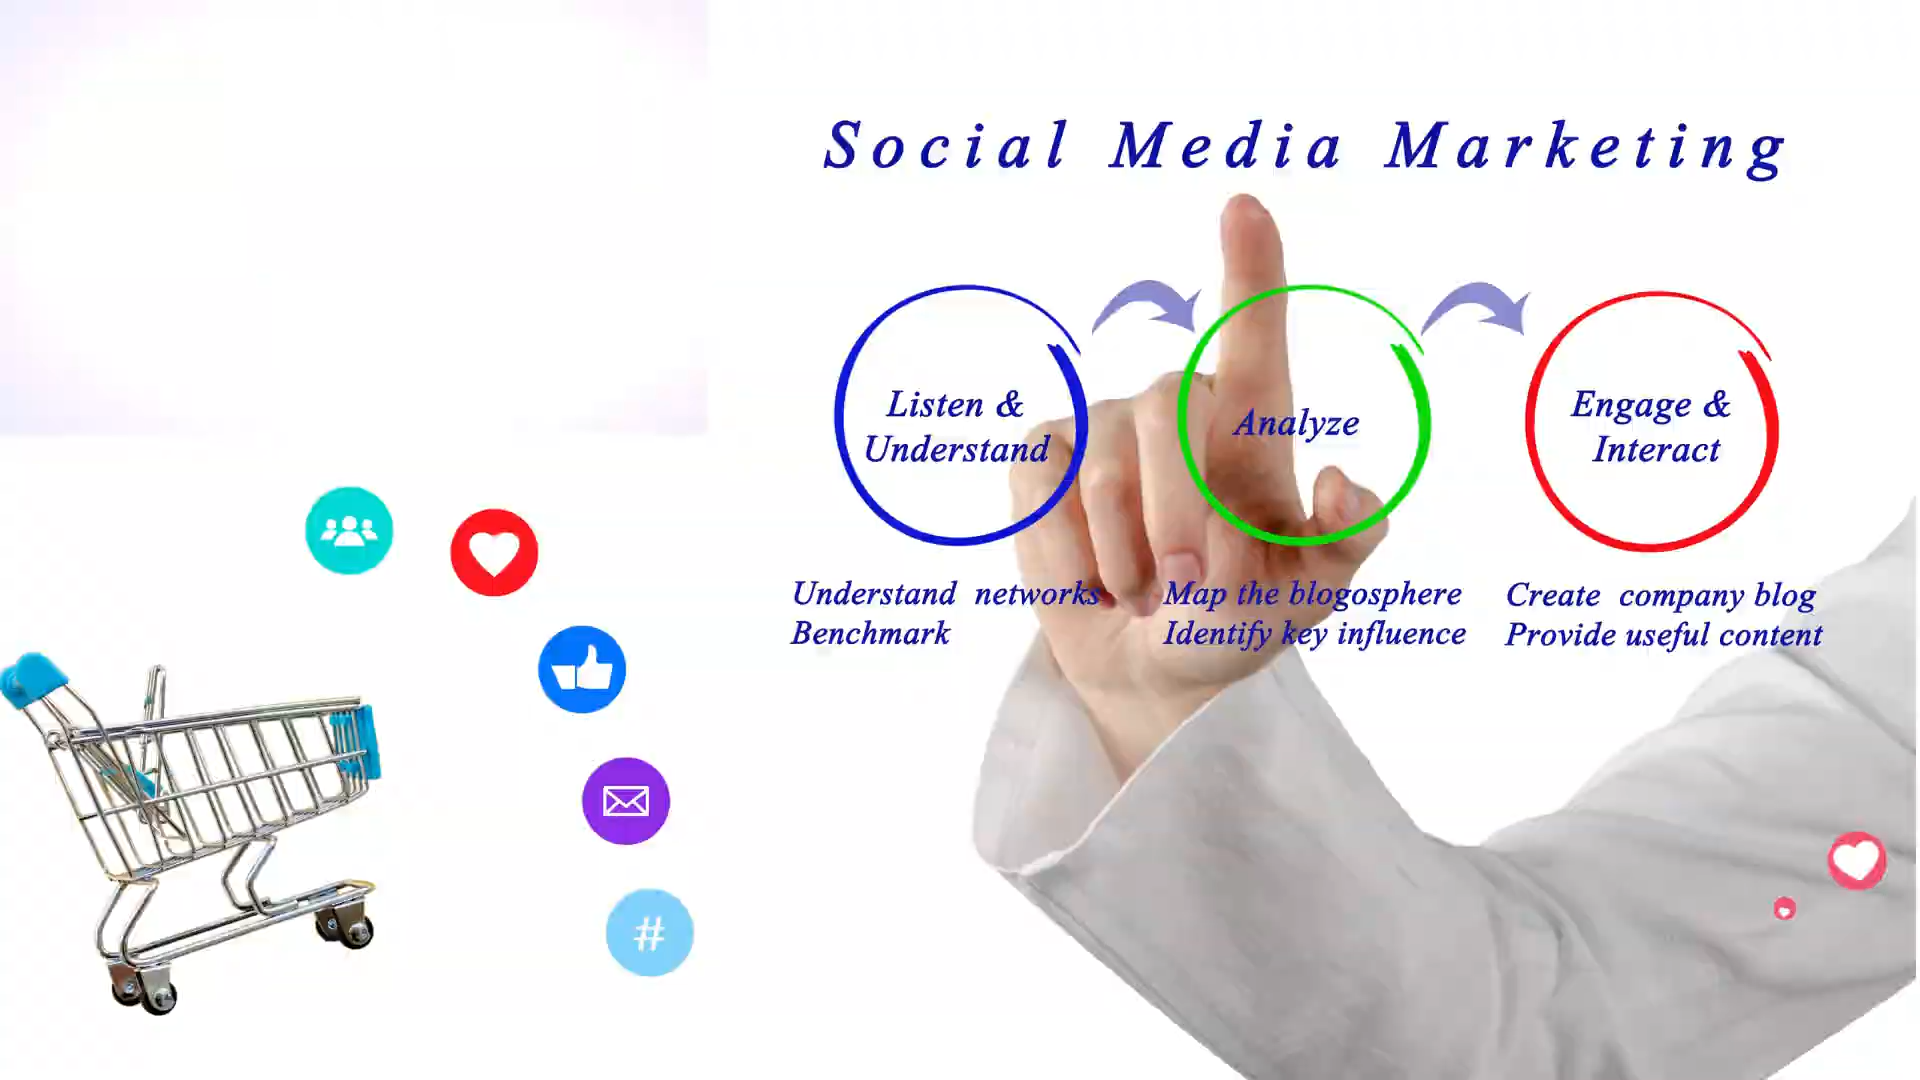 Social Media Marketing
Listen &
Understand
Analyze
Engage &
Interact
Understand networks
Benchmark
Map the blogosphere
Identify key influence
Create company blog
Provide useful content
#